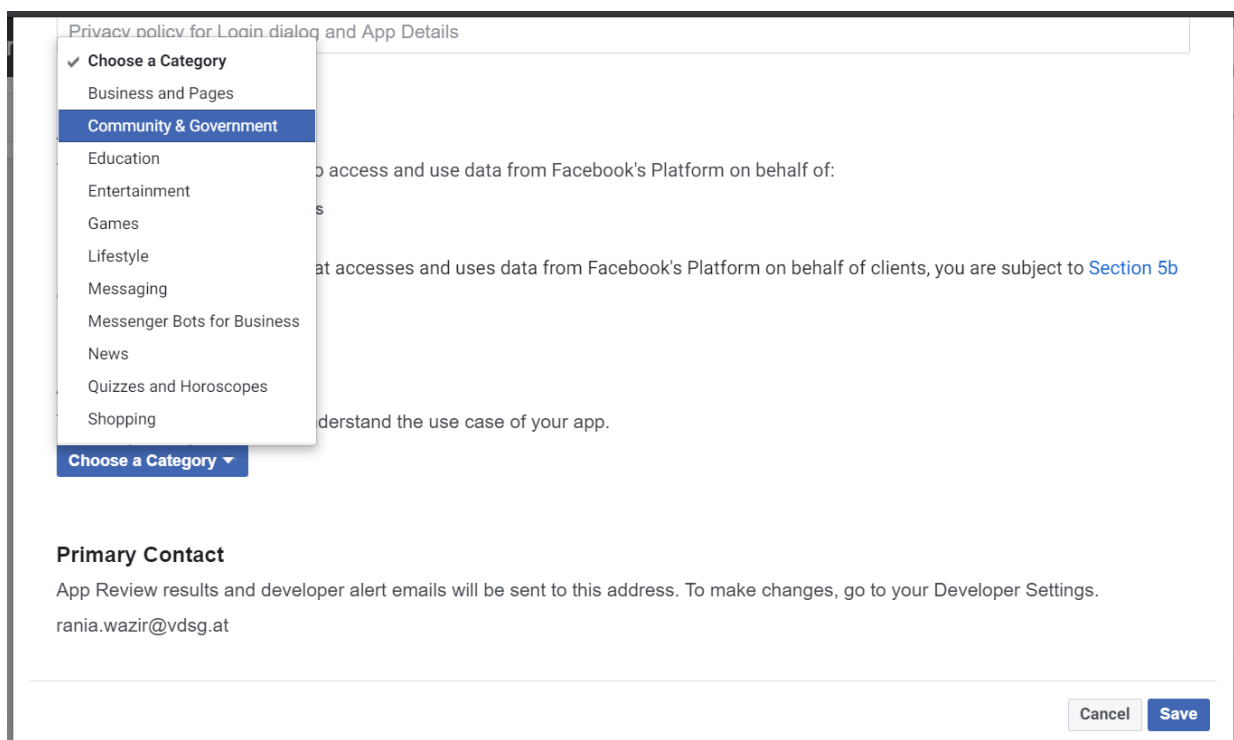 Privacy policy for Login dialog and App Details
Choose a Category
Business and Pages
Community & Government
Education
o access and use data from Facebook's Platform on behalf of:
Entertainment
s
Games
Lifestyle
at accesses and uses data from Facebook's Platform on behalf of clients, you are subject to Section 5b
Messaging
Messenger Bots for Business
News
Quizzes and Horoscopes
Shopping
derstand the use case of your app.
Choose a Category
Primary Contact
App Review results and developer alert emails will be sent to this address. To make changes, go to your Developer Settings.
rania.wazir@vdsg.at
Cancel Save